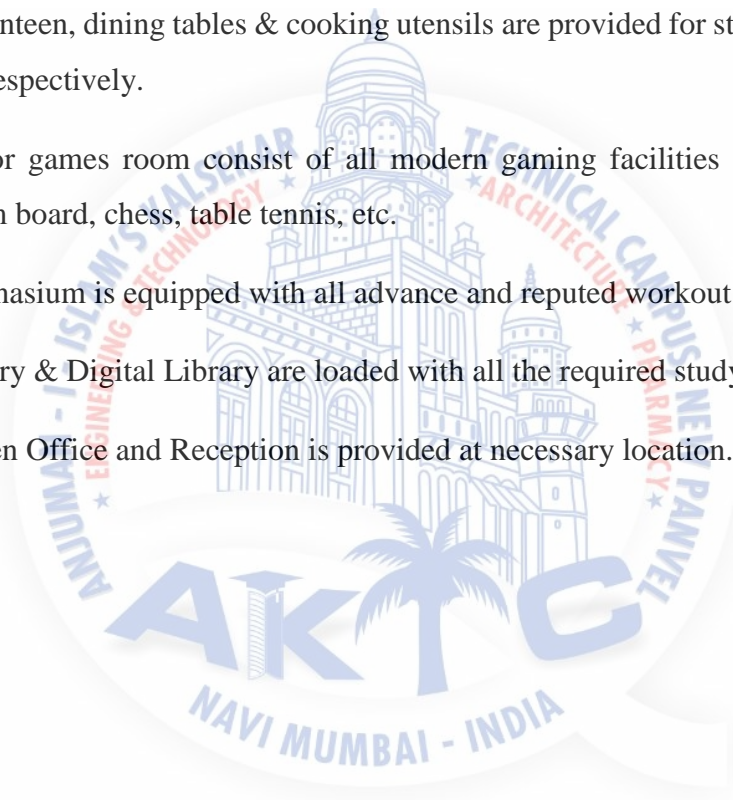 nteen, dining tables & cooking utensils are provided for st
espectively.
or games room consist of all modern gaming facilities
n board, chess, table tennis, etc.
nasium is equipped with all advance and reputed workout
ry & Digital Library are loaded with all the required study
en Office and Reception is provided at necessary location.
ANJUMAN - I - ISLAM'S KALSEKAR TECHNICAL CAMPUS NEW PANVEL
ENGINEERING & TECHNOLOGY ARCHITECTURE PHARMACY
AKTC
NAVI MUMBAI - INDIA